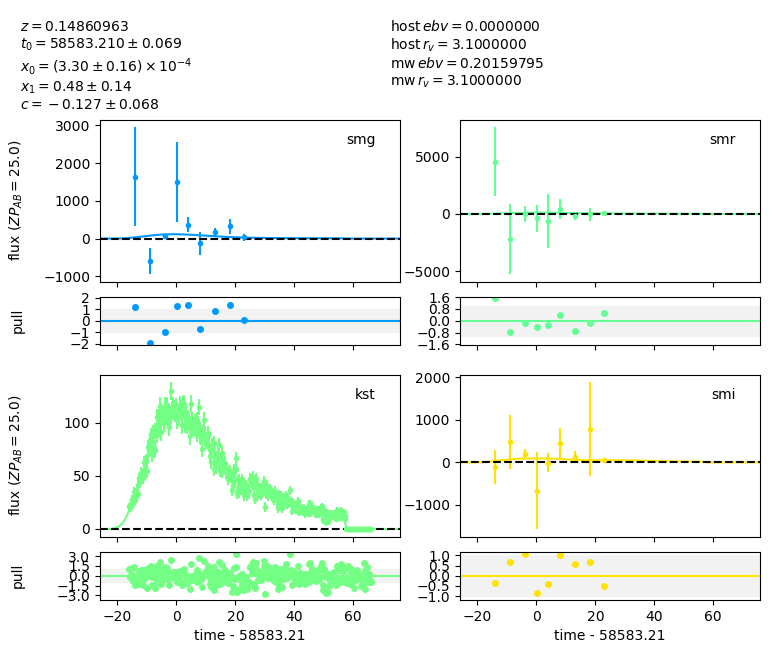 z = 0.14860963
t₀ = 58583.210 ± 0.069
x₀ = (3.30 ± 0.16) × 10⁻⁴
x₁ = 0.48 ± 0.14
c = −0.127 ± 0.068
host ebv = 0.0000000
host r_v = 3.1000000
mw ebv = 0.20159795
mw r_v = 3.1000000
smg
flux (ZP_AB = 25.0)
3000
2000
1000
0
−1000
smr
5000
0
−5000
pull
2
1
0
−1
−2
1.6
0.8
0.0
−0.8
−1.6
kst
flux (ZP_AB = 25.0)
100
50
0
smi
2000
1000
0
−1000
pull
3.0
1.5
0.0
−1.5
−3.0
1.0
0.5
0.0
−0.5
−1.0
−20 0 20 40 60
time - 58583.21
−20 0 20 40 60
time - 58583.21